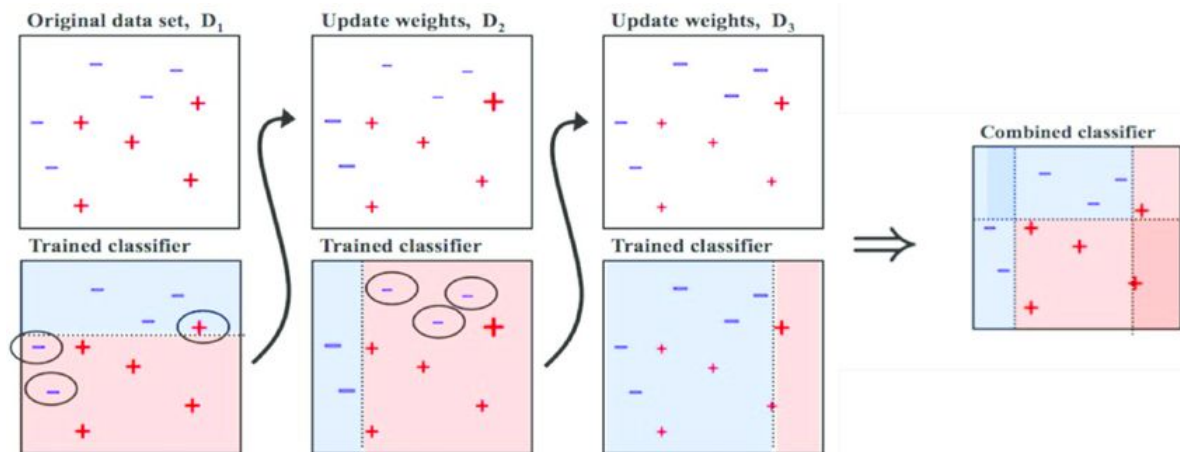 Original data set, D₁
Update weights, D₂
Update weights, D₃
Combined classifier
Trained classifier
Trained classifier
Trained classifier